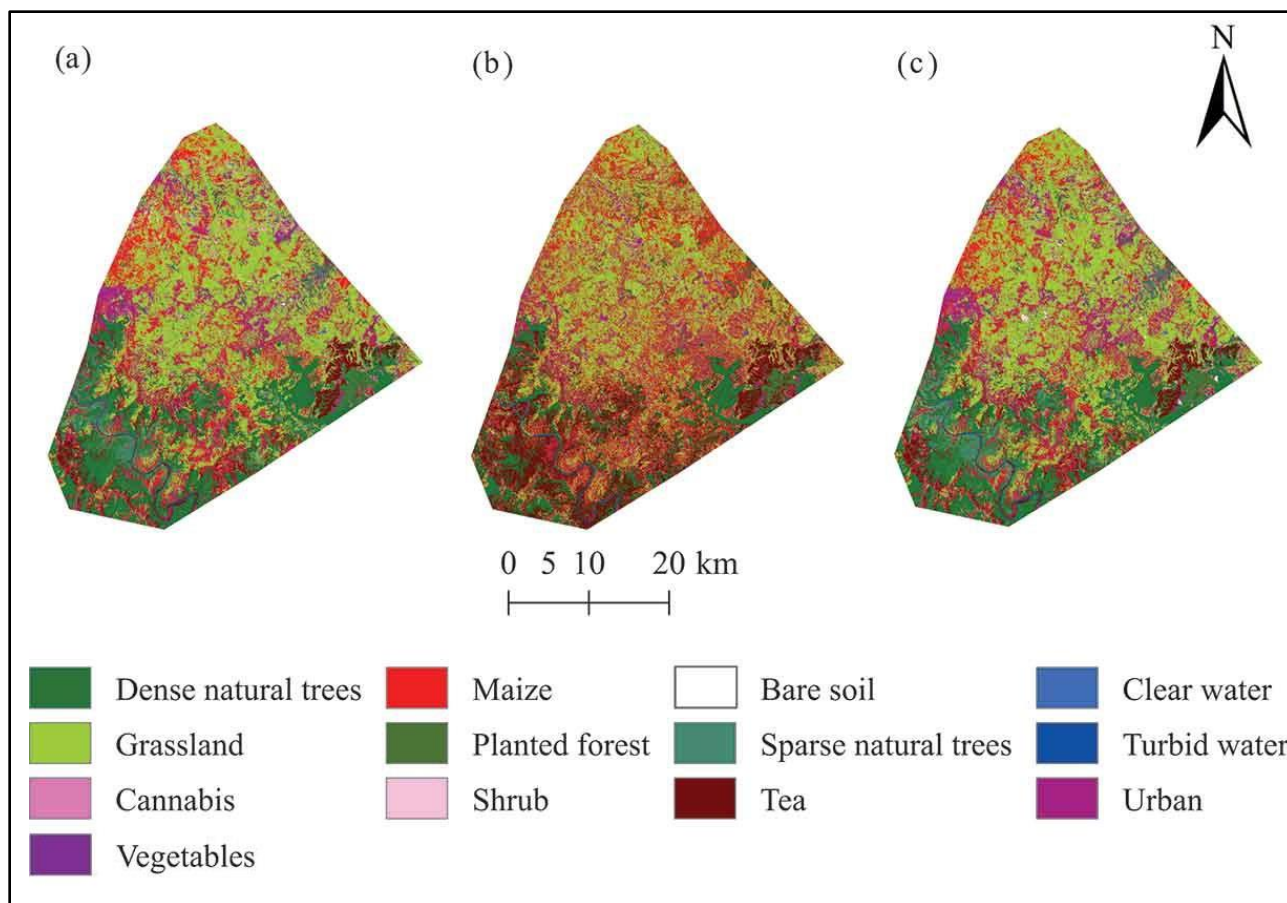 (a)
(b)
(c)
N
0 5 10 20 km
Dense natural trees Maize Bare soil Clear water
Grassland Planted forest Sparse natural trees Turbid water
Cannabis Shrub Tea Urban
Vegetables